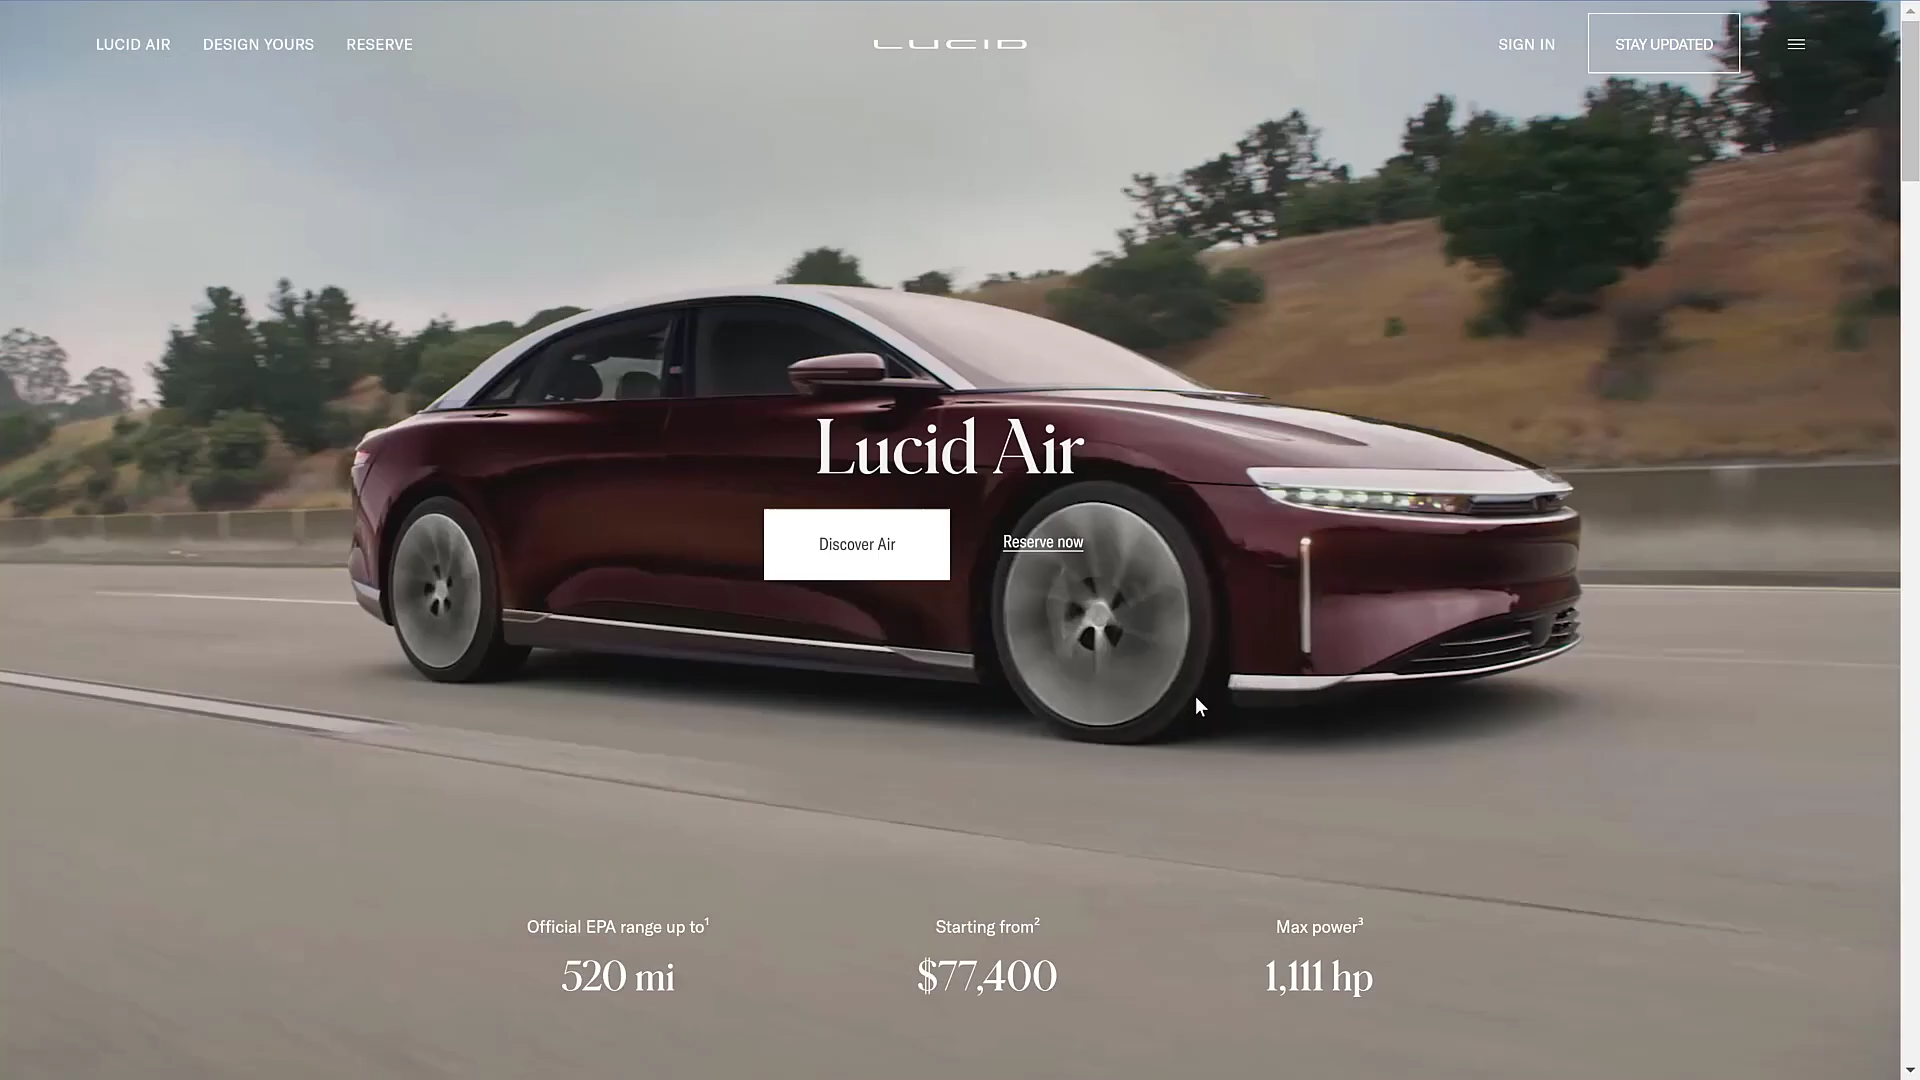 LUCID AIR
DESIGN YOURS
RESERVE
LUCID
SIGN IN
STAY UPDATED
Lucid Air
Discover Air
Reserve now
Official EPA range up to¹
520 mi
Starting from²
$77,400
Max power³
1,111 hp